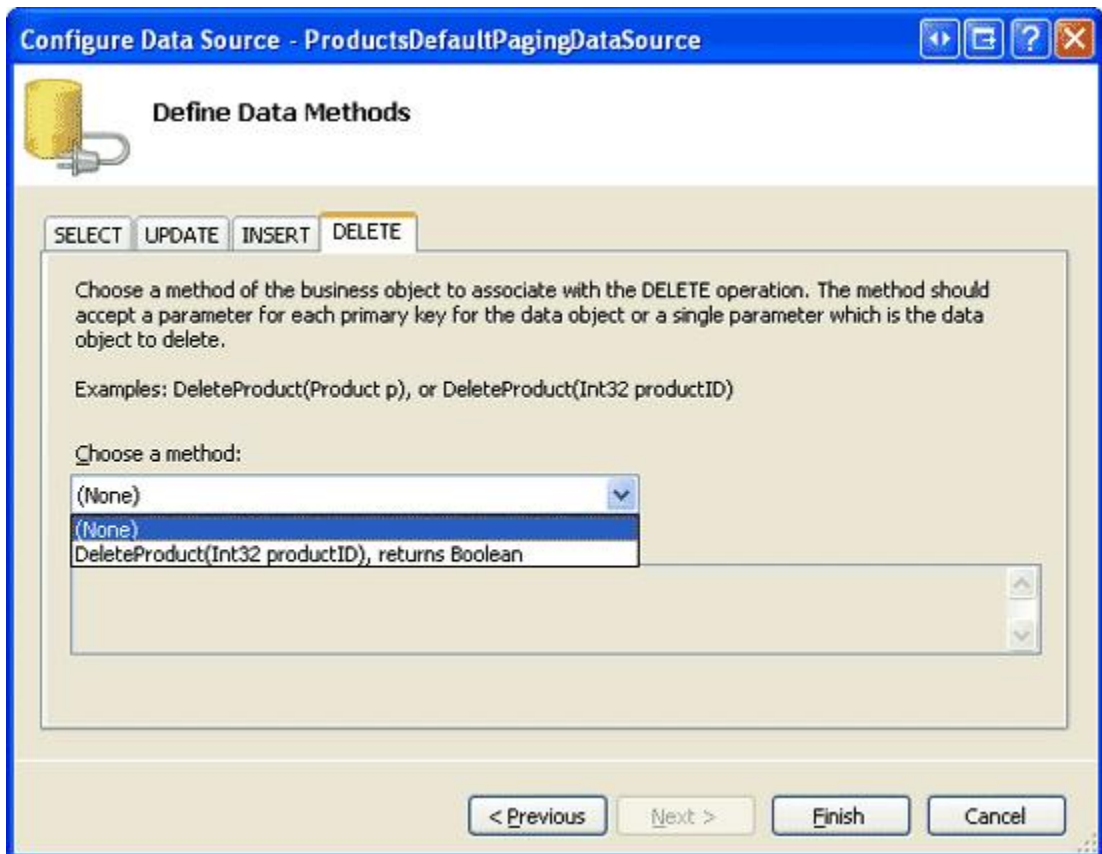 Configure Data Source - ProductsDefaultPagingDataSource
Define Data Methods
SELECT UPDATE INSERT DELETE
Choose a method of the business object to associate with the DELETE operation. The method should
accept a parameter for each primary key for the data object or a single parameter which is the data
object to delete.
Examples: DeleteProduct(Product p), or DeleteProduct(Int32 productID)
Choose a method:
(None)
(None)
DeleteProduct(Int32 productID), returns Boolean
< Previous Next > Finish Cancel